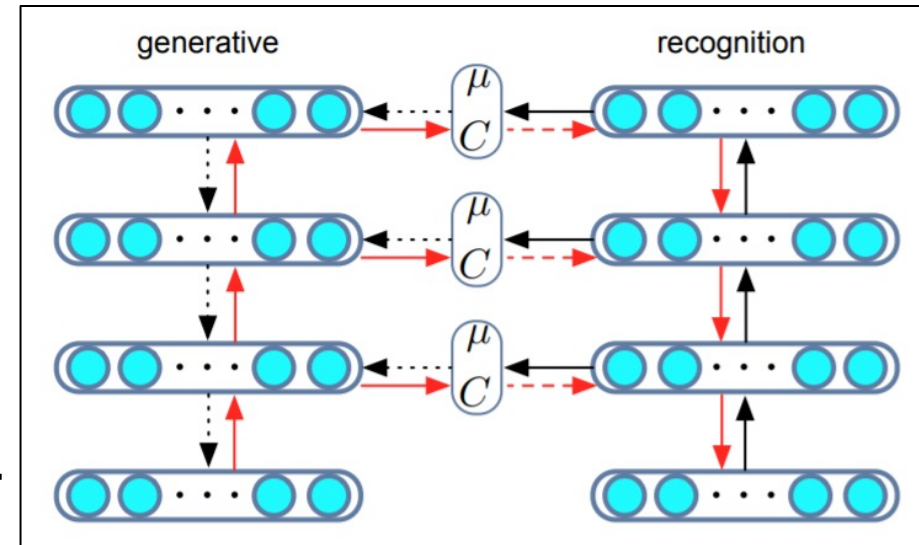 generative recognition
μ
C
μ
C
μ
C